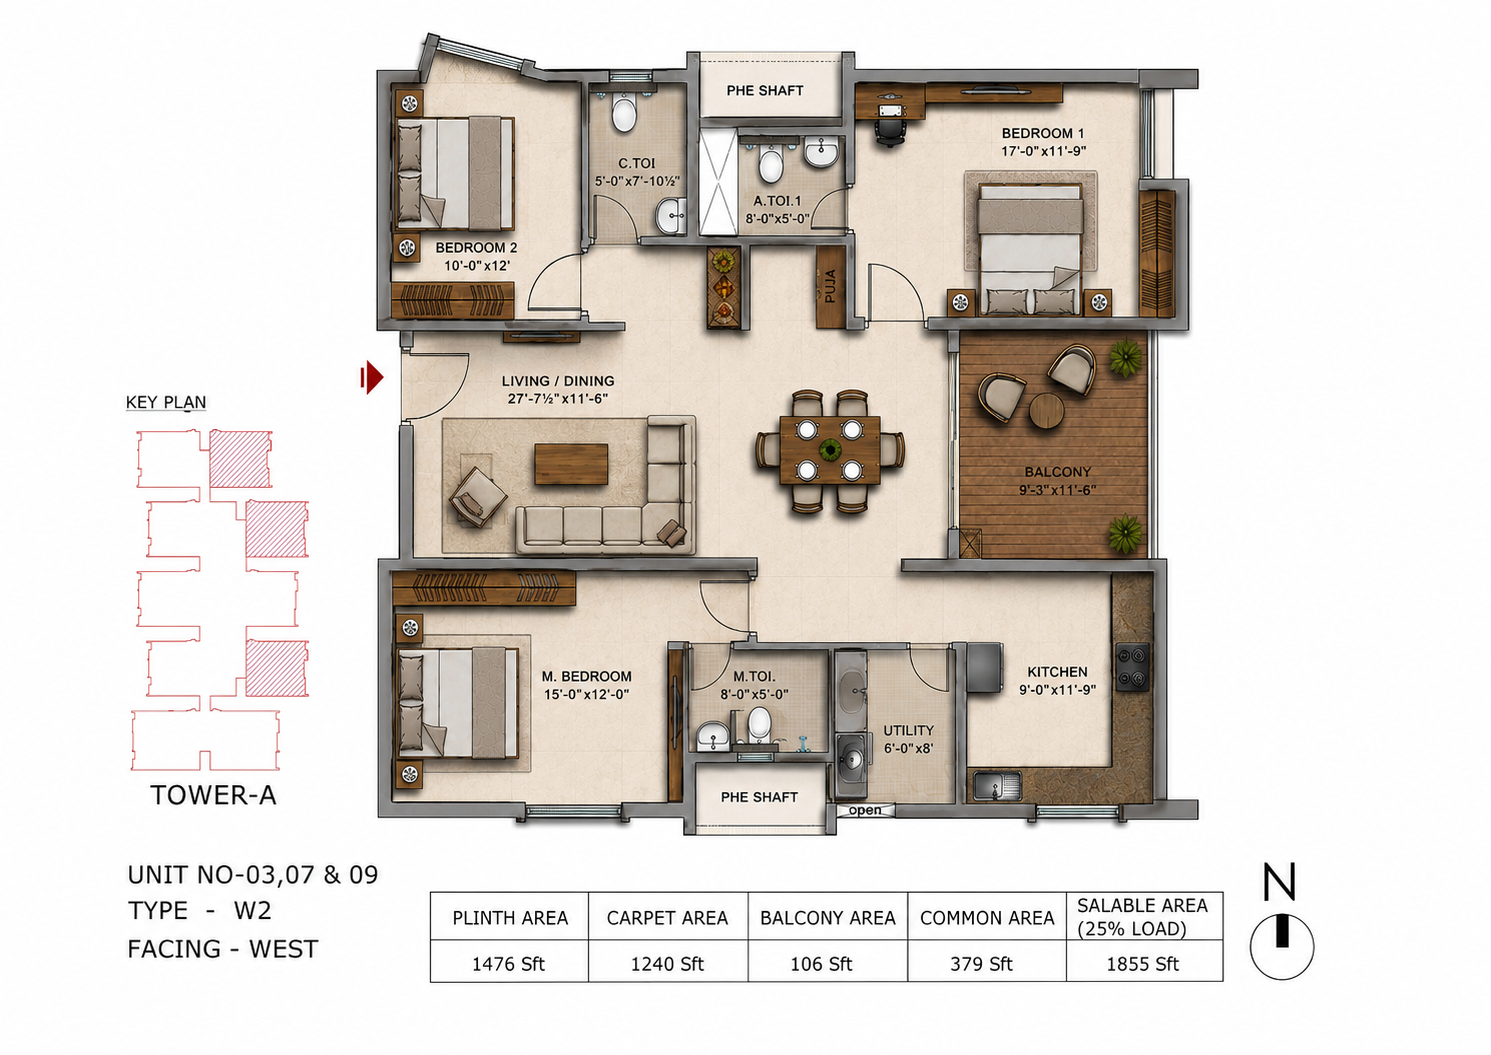 PHE SHAFT
BEDROOM 1
17'-0"x11'-9"
C.TOI
5'-0"x7'-10½"
A.TOI.1
8'-0"x5'-0"
BEDROOM 2
10'-0"x12'
PUJA
LIVING / DINING
27'-7½"x11'-6"
KEY PLAN
BALCONY
9'-3"x11'-6"
M. BEDROOM
15'-0"x12'-0"
M.TOI.
8'-0"x5'-0"
KITCHEN
9'-0"x11'-9"
UTILITY
6'-0"x8'
PHE SHAFT
open
TOWER-A
UNIT NO-03,07 & 09
TYPE - W2
FACING - WEST
PLINTH AREA CARPET AREA BALCONY AREA COMMON AREA SALABLE AREA
(25% LOAD)
1476 Sft 1240 Sft 106 Sft 379 Sft 1855 Sft
N